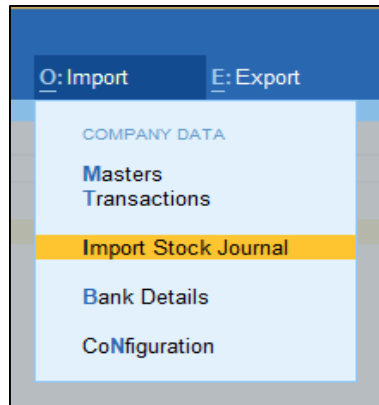 O: Import E: Export
COMPANY DATA
Masters
Transactions
Import Stock Journal
Bank Details
CoNfiguration